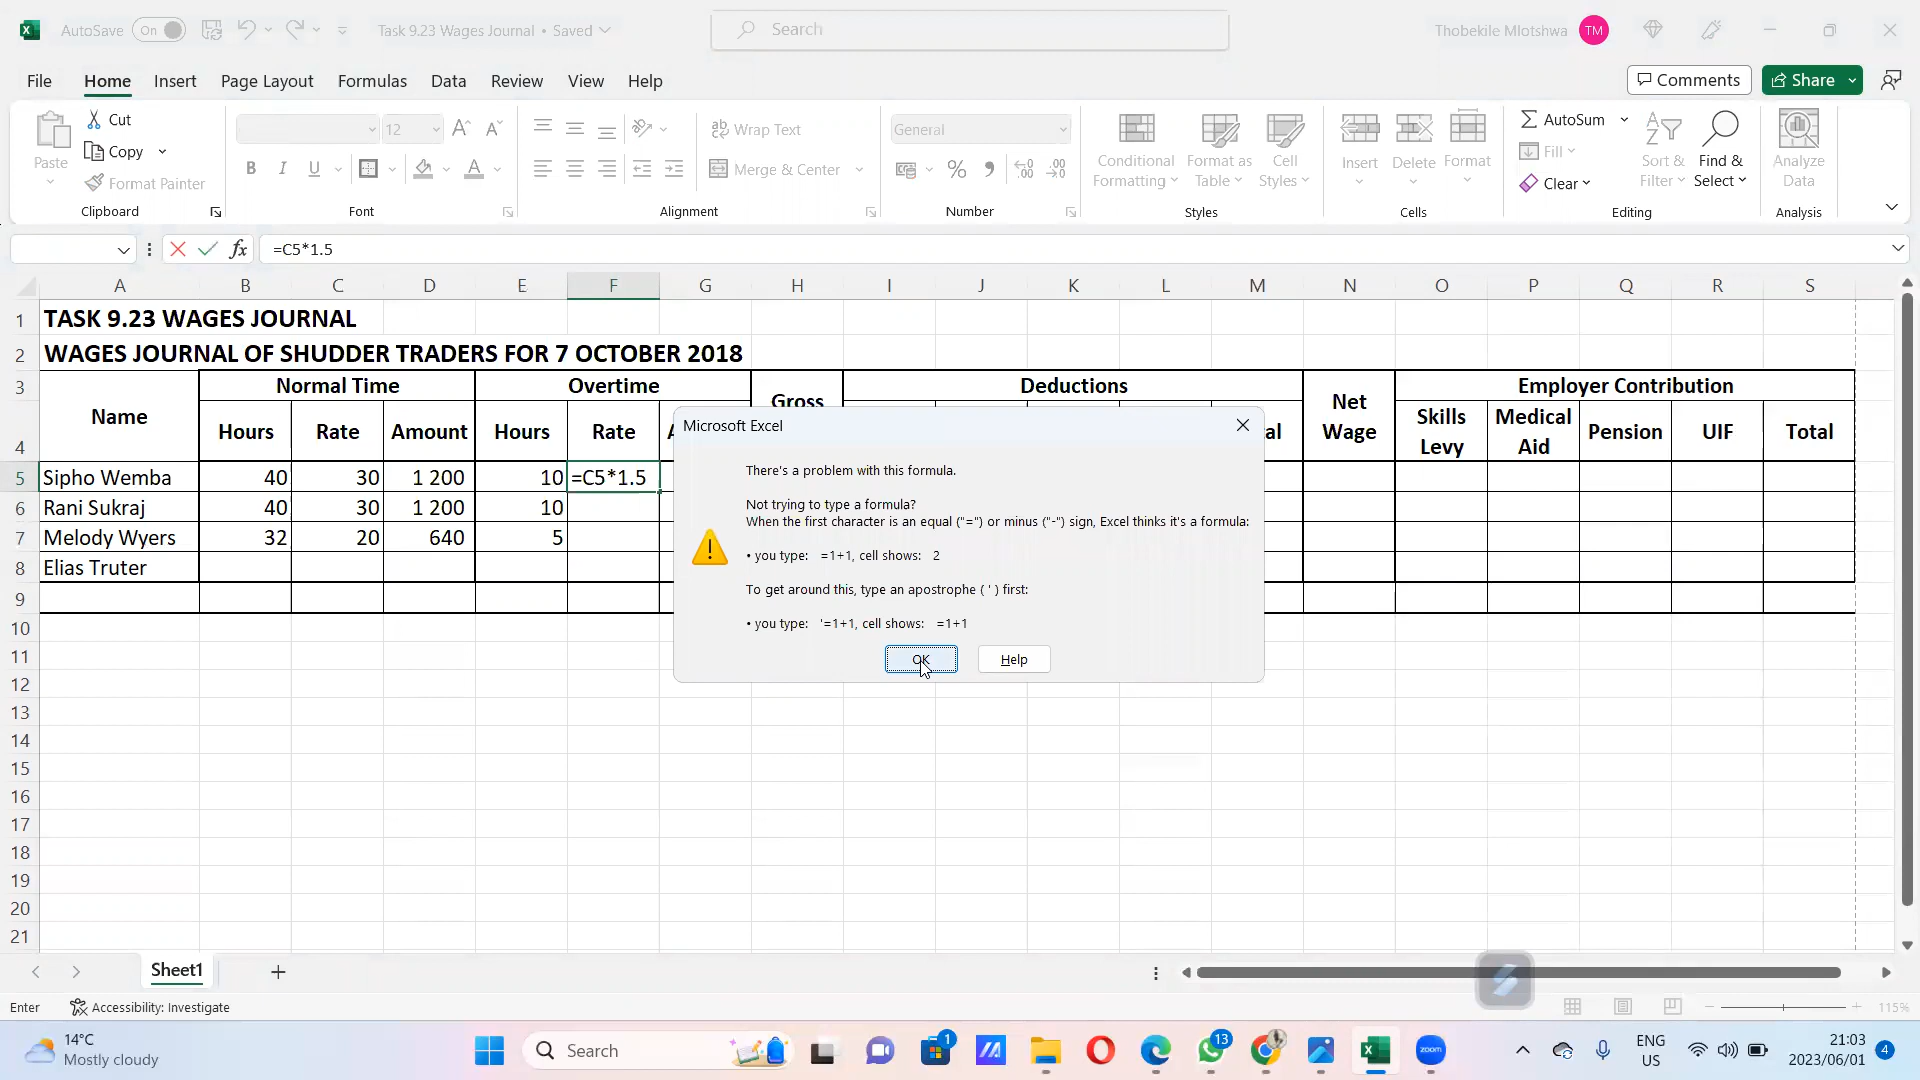 AutoSave On Task 9.23 Wages Journal • Saved Search Thobekile Mlotshwa TM
File Home Insert Page Layout Formulas Data Review View Help Comments Share
Paste Cut Copy Format Painter Clipboard
12 B I U Font
ab Wrap Text Merge & Center Alignment
General % Number
Conditional Formatting Format as Table Cell Styles Styles
Insert Delete Format Cells
AutoSum Fill Clear Sort & Filter Find & Select Editing
Analyze Data Analysis
fx =C5*1.5
A B C D E F G H I J K L M N O P Q R S
1 TASK 9.23 WAGES JOURNAL
2 WAGES JOURNAL OF SHUDDER TRADERS FOR 7 OCTOBER 2018
3 Name Normal Time Overtime Gross Deductions Net Wage Employer Contribution
4 Hours Rate Amount Hours Rate Skills Levy Medical Aid Pension UIF Total
5 Sipho Wemba 40 30 1 200 10 =C5*1.5
6 Rani Sukraj 40 30 1 200 10
7 Melody Wyers 32 20 640 5
8 Elias Truter
9
10
11
12
13
14
15
16
17
18
19
20
21
Microsoft Excel
There's a problem with this formula.
Not trying to type a formula?
When the first character is an equal ("=") or minus ("-") sign, Excel thinks it's a formula:
• you type: =1+1, cell shows: 2
To get around this, type an apostrophe ( ' ) first:
• you type: '=1+1, cell shows: =1+1
OK Help
Sheet1
Enter Accessibility: Investigate 115%
14°C
Mostly cloudy
Search 1 13 zoom
ENG
US
21:03
2023/06/01 4